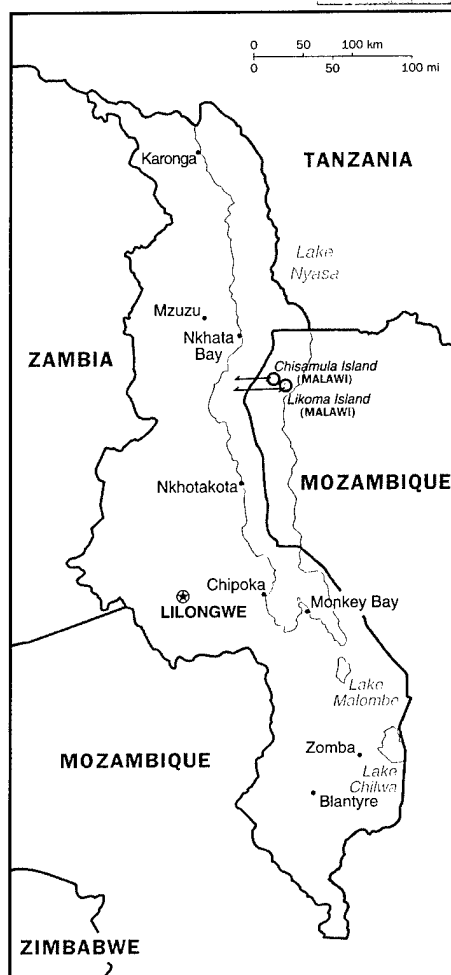 0 50 100 km
0 50 100 mi
Karonga
TANZANIA
Lake
Nyasa
Mzuzu
Nkhata
Bay
ZAMBIA
Chisamula Island
(MALAWI)
Likoma Island
(MALAWI)
MOZAMBIQUE
Nkhotakota
Chipoka
LILONGWE
Monkey Bay
Lake
Malombe
Zomba
MOZAMBIQUE
Lake
Chilwa
Blantyre
ZIMBABWE